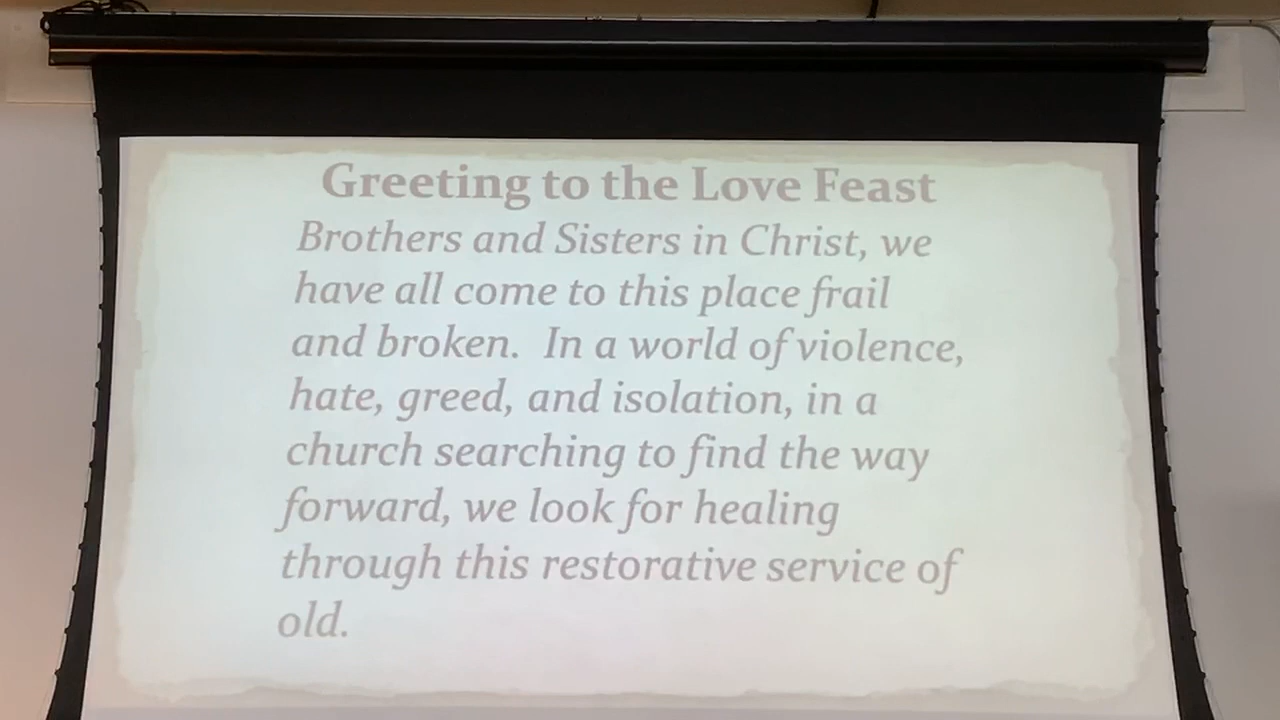 Greeting to the Love Feast
Brothers and Sisters in Christ, we
have all come to this place frail
and broken.  In a world of violence,
hate, greed, and isolation, in a
church searching to find the way
forward, we look for healing
through this restorative service of
old.